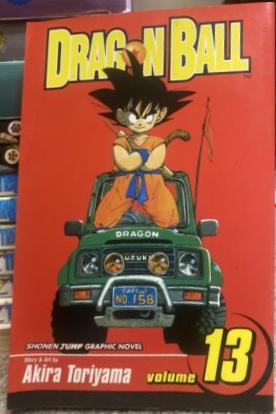 DRAGON BALL
DRAGON
SUZUKI
NO.158
SHONEN JUMP GRAPHIC NOVEL
Story & Art by
Akira Toriyama
volume 13